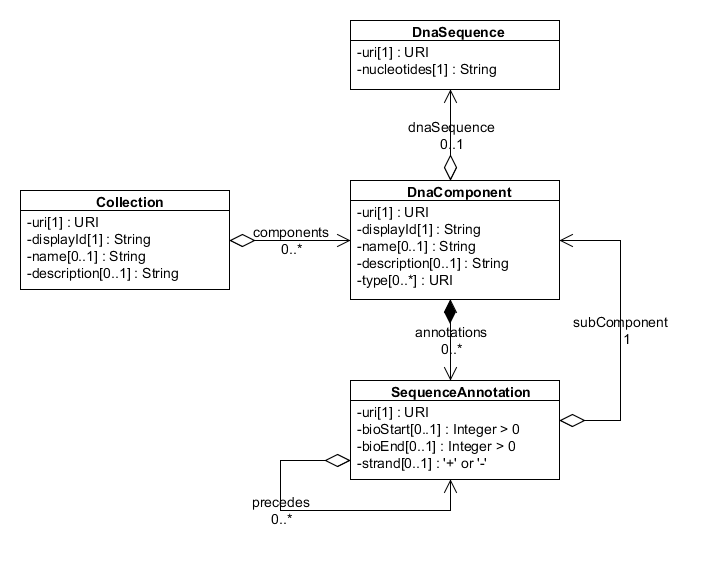 DnaSequence
-uri[1] : URI
-nucleotides[1] : String
dnaSequence
0..1
DnaComponent
-uri[1] : URI
-displayId[1] : String
-name[0..1] : String
-description[0..1] : String
-type[0..*] : URI
Collection
-uri[1] : URI
-displayId[1] : String
-name[0..1] : String
-description[0..1] : String
components
0..*
annotations
0..*
subComponent
1
SequenceAnnotation
-uri[1] : URI
-bioStart[0..1] : Integer > 0
-bioEnd[0..1] : Integer > 0
-strand[0..1] : '+' or '-'
precedes
0..*